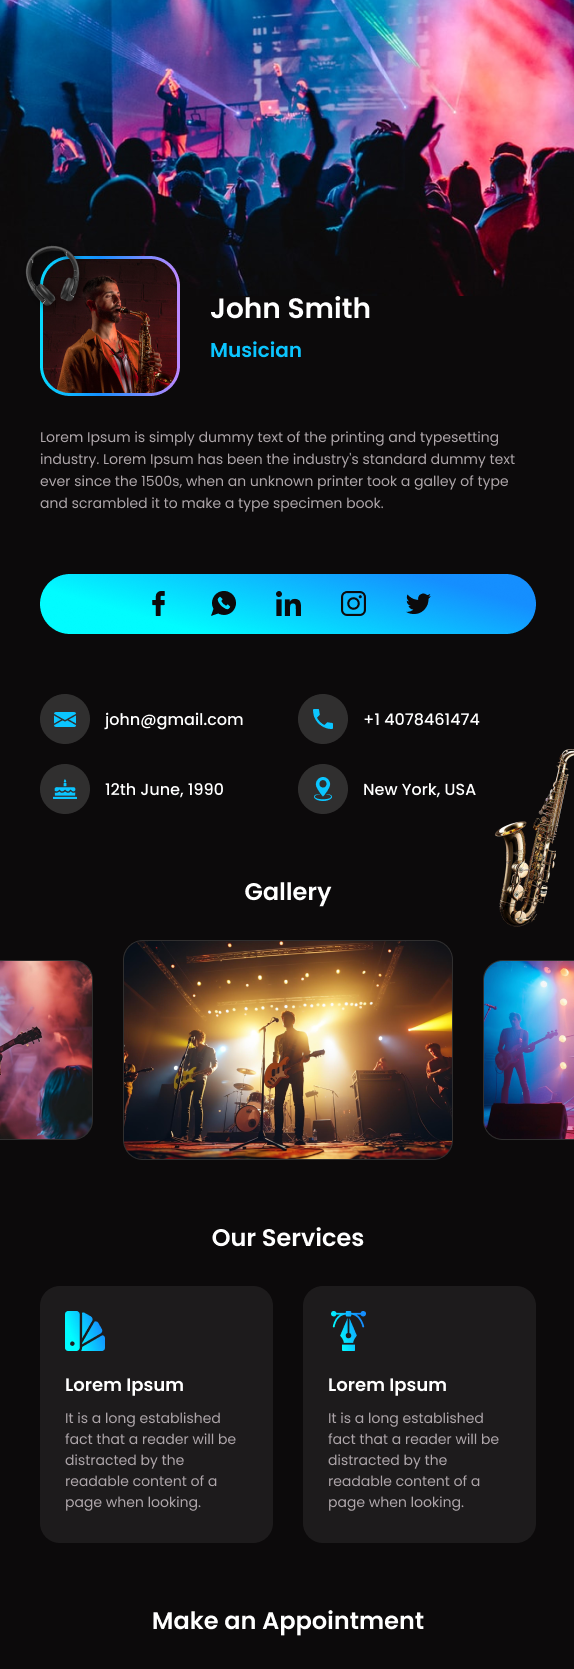 John Smith
Musician
Lorem Ipsum is simply dummy text of the printing and typesetting
industry. Lorem Ipsum has been the industry's standard dummy text
ever since the 1500s, when an unknown printer took a galley of type
and scrambled it to make a type specimen book.
john@gmail.com
+1 4078461474
12th June, 1990
New York, USA
Gallery
Our Services
Lorem Ipsum
It is a long established
fact that a reader will be
distracted by the
readable content of a
page when looking.
Lorem Ipsum
It is a long established
fact that a reader will be
distracted by the
readable content of a
page when looking.
Make an Appointment